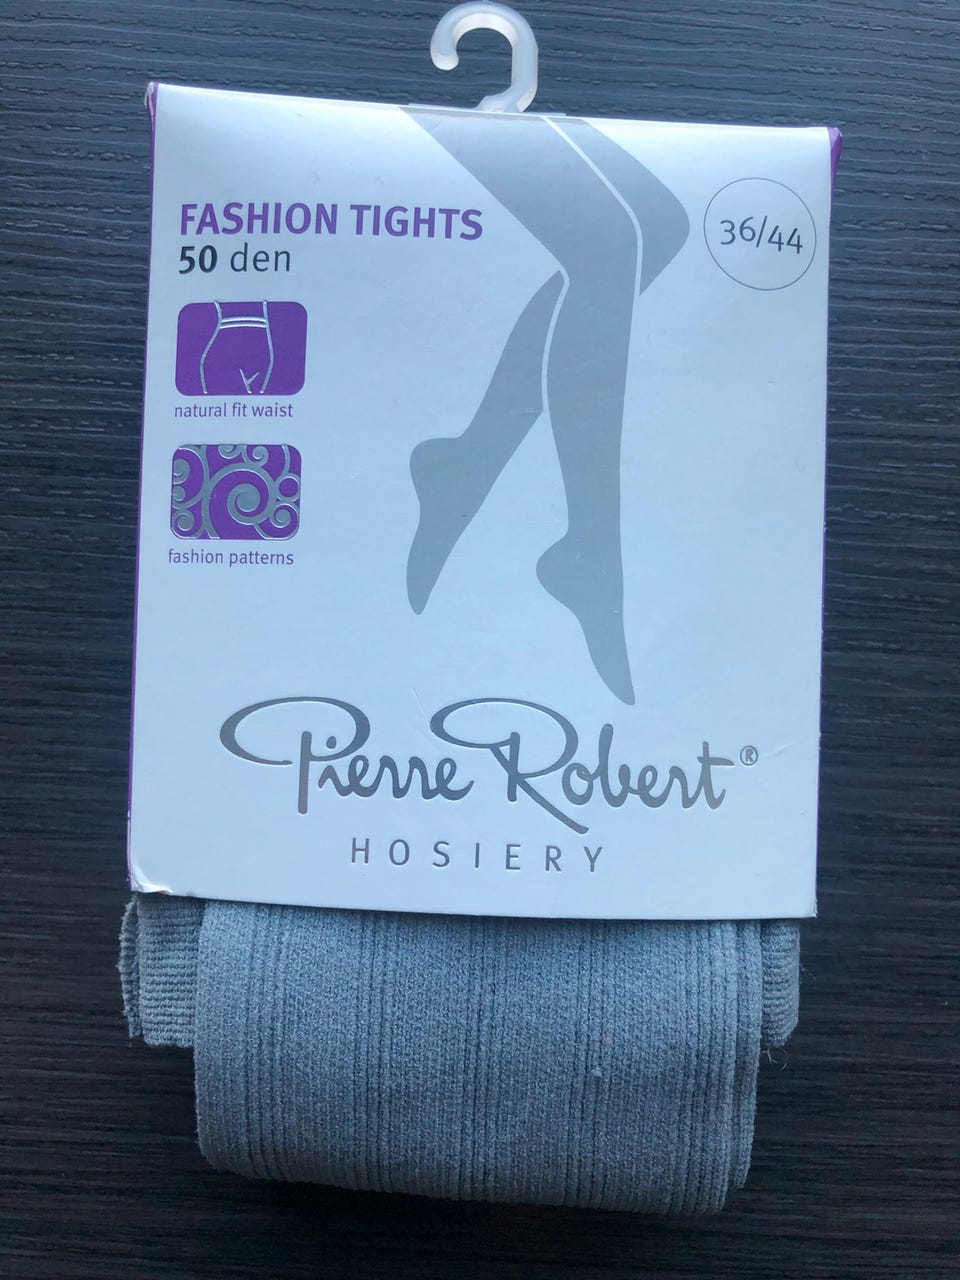 FASHION TIGHTS
50 den
36/44
natural fit waist
fashion patterns
Pierre Robert®
HOSIERY